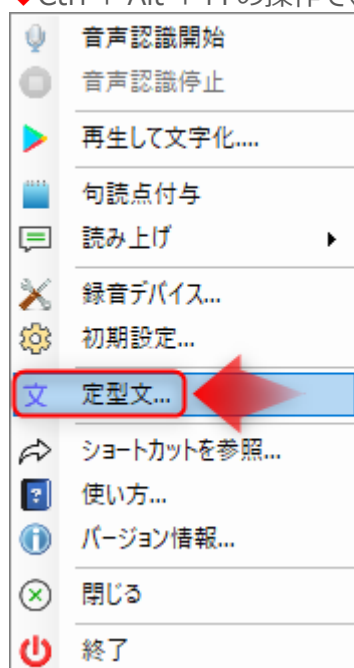 音声認識開始
音声認識停止
再生して文字化....
句読点付与
読み上げ
録音デバイス...
初期設定...
文 定型文...
ショートカットを参照...
使い方...
バージョン情報...
閉じる
終了